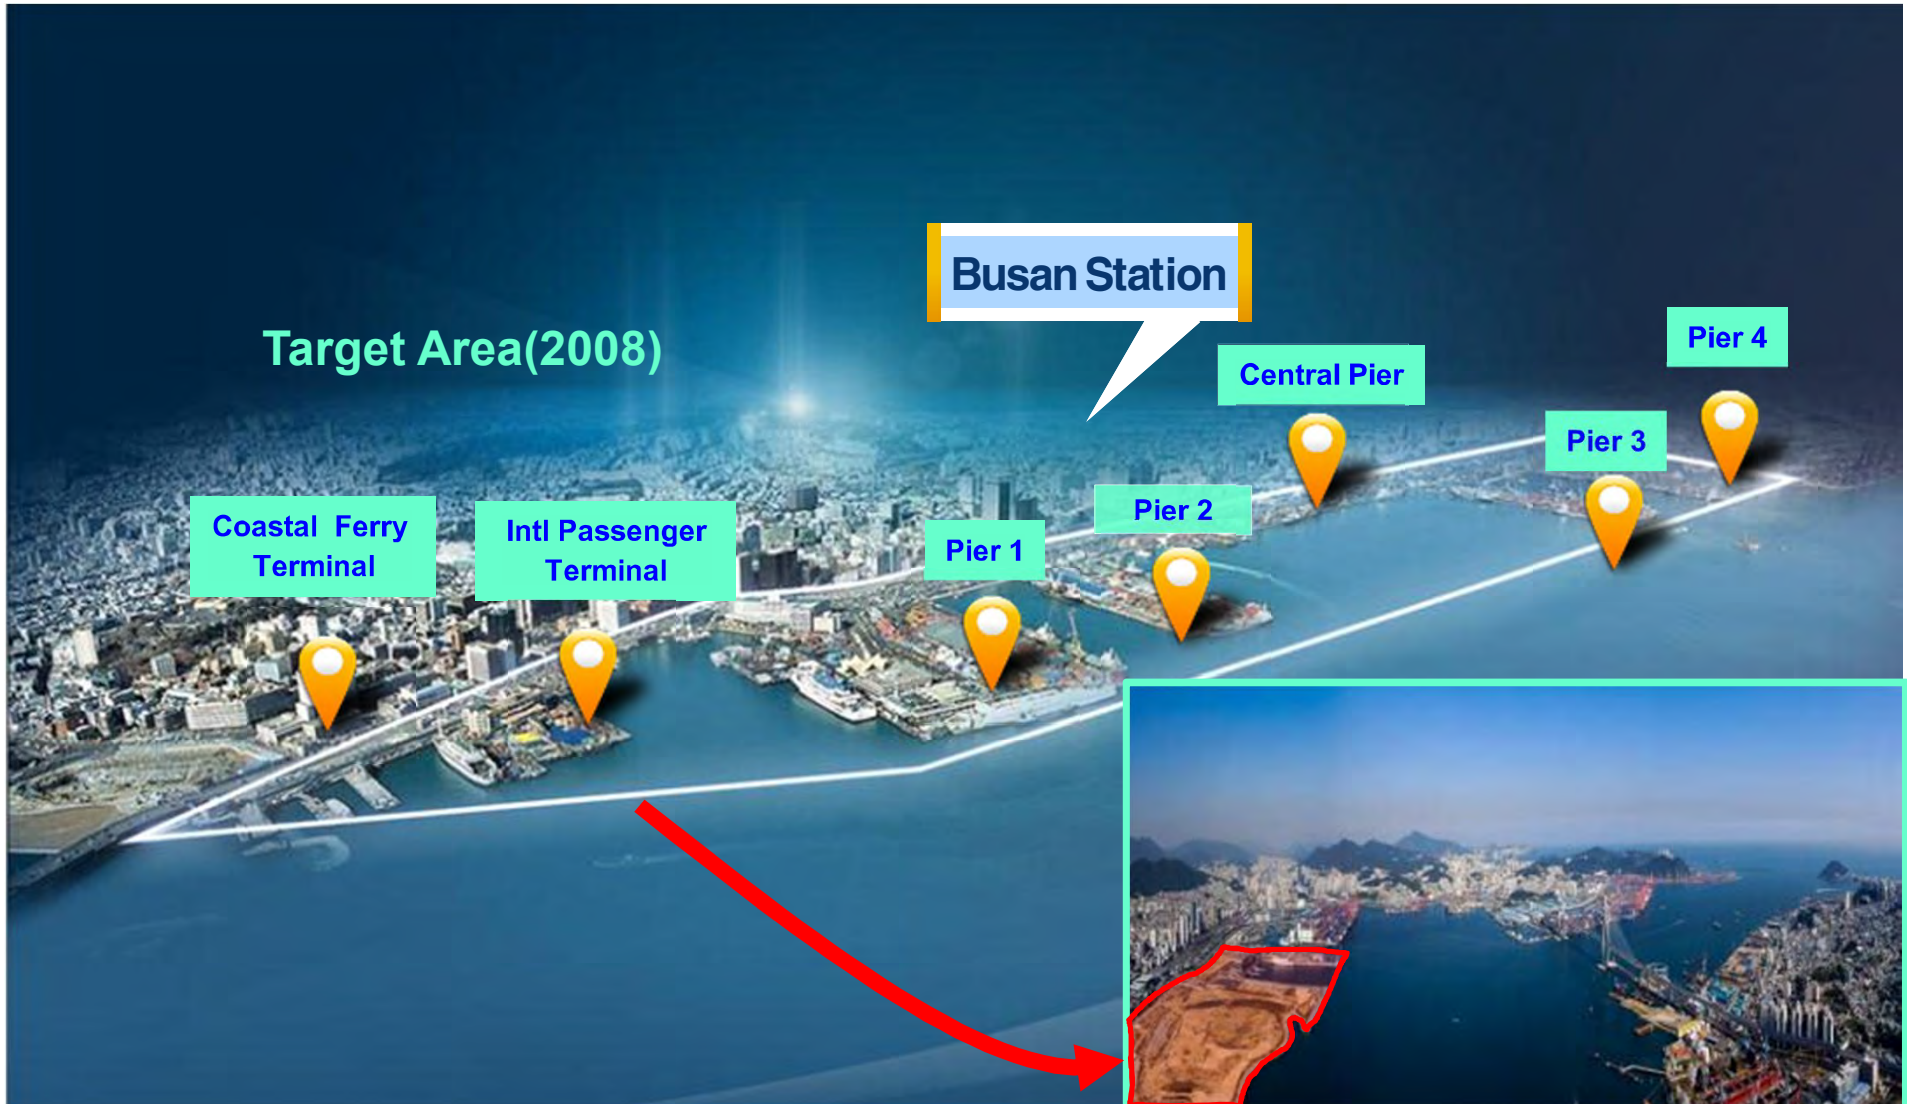 Busan Station
Target Area(2008)
Pier 4
Central Pier
Pier 3
Pier 2
Coastal Ferry
Terminal
Intl Passenger
Terminal
Pier 1